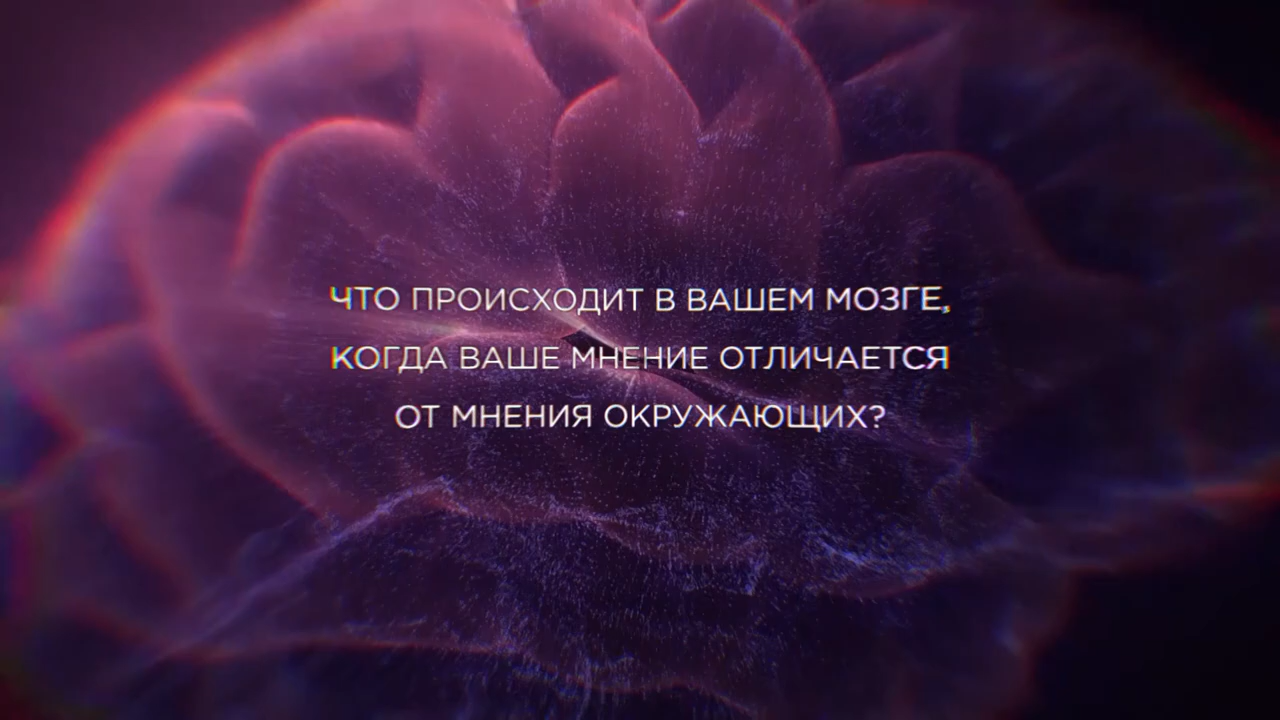 ЧТО ПРОИСХОДИТ В ВАШЕМ МОЗГЕ,
КОГДА ВАШЕ МНЕНИЕ ОТЛИЧАЕТСЯ
ОТ МНЕНИЯ ОКРУЖАЮЩИХ?